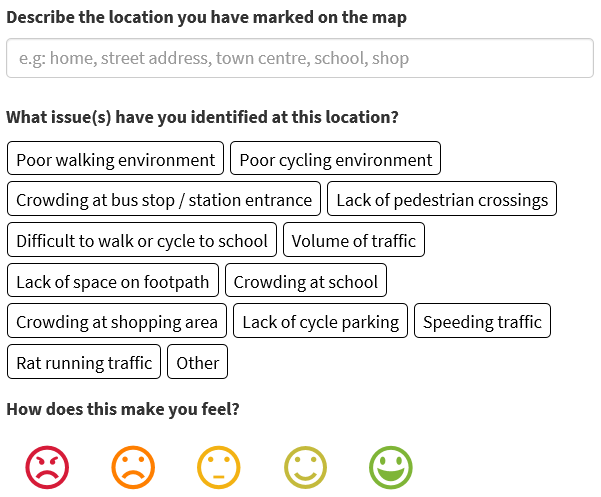 Describe the location you have marked on the map
e.g: home, street address, town centre, school, shop
What issue(s) have you identified at this location?
Poor walking environment Poor cycling environment
Crowding at bus stop / station entrance Lack of pedestrian crossings
Difficult to walk or cycle to school Volume of traffic
Lack of space on footpath Crowding at school
Crowding at shopping area Lack of cycle parking Speeding traffic
Rat running traffic Other
How does this make you feel?